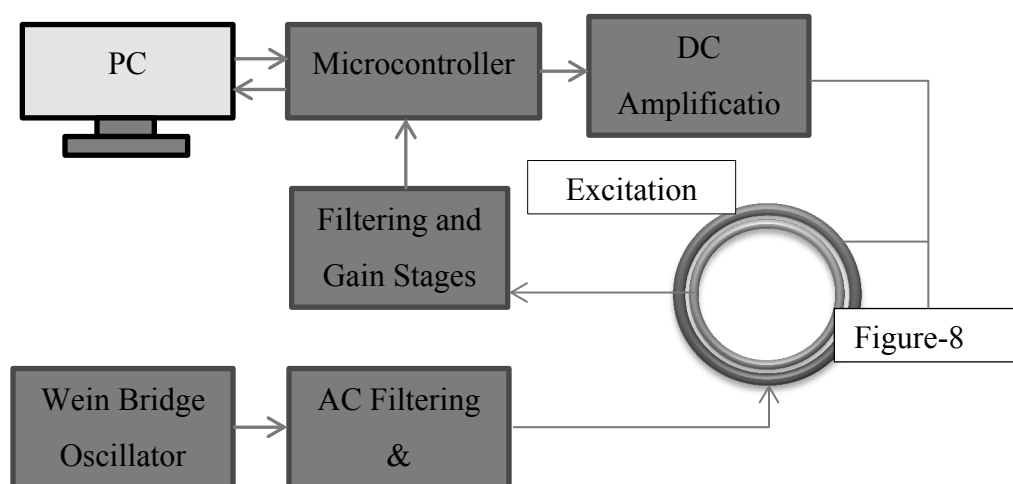 PC
Microcontroller
DC
Amplificatio
Excitation
Filtering and
Gain Stages
Figure-8
Wein Bridge
Oscillator
AC Filtering
&